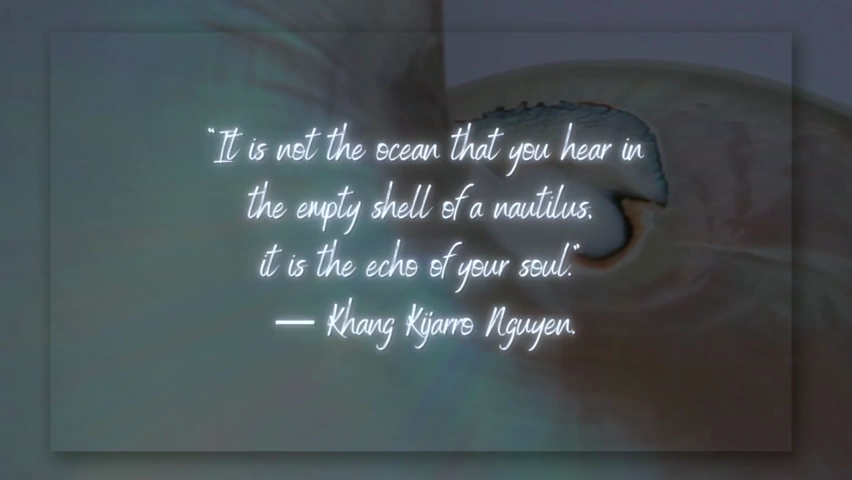 "It is not the ocean that you hear in
the empty shell of a nautilus,
it is the echo of your soul."
— Khang Kijarro Nguyen.